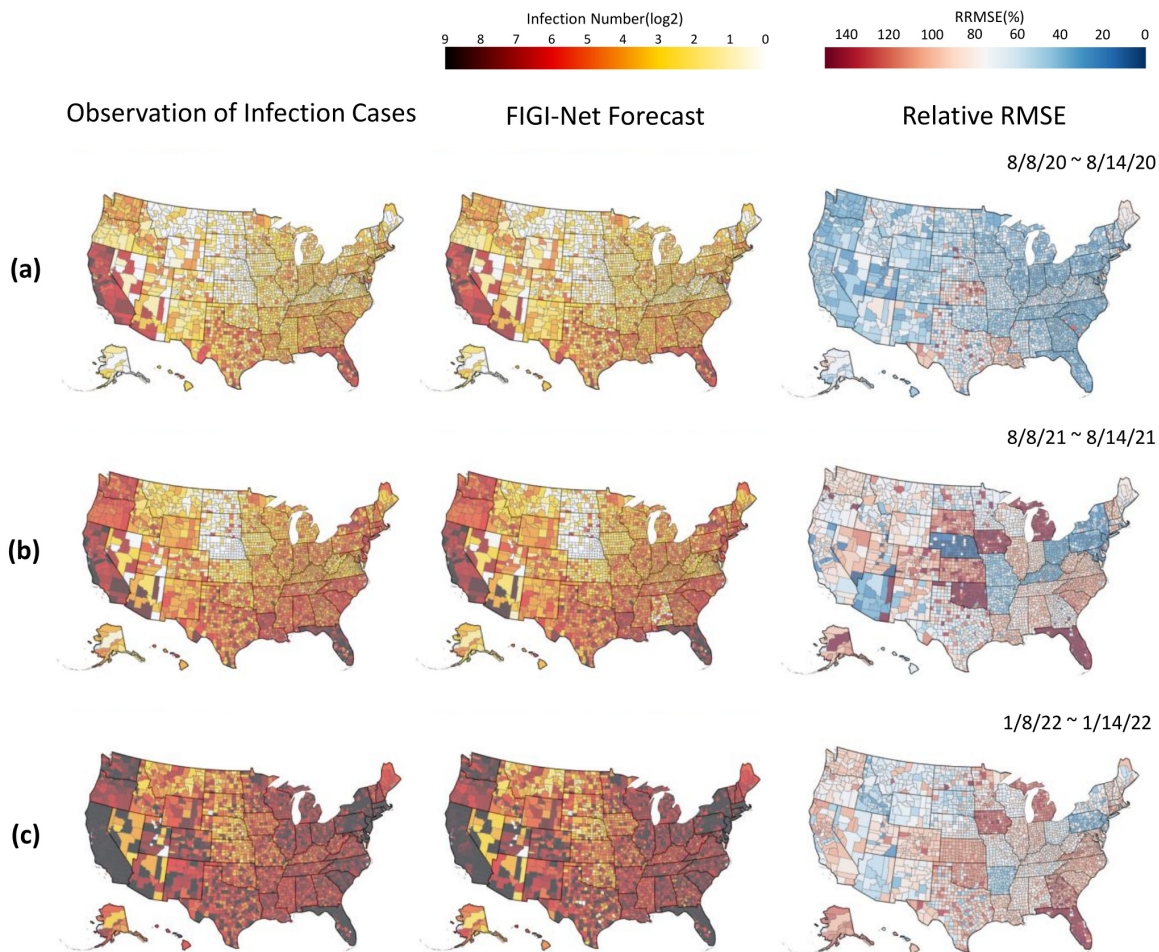 Infection Number(log2)
9 8 7 6 5 4 3 2 1 0
RRMSE(%)
140 120 100 80 60 40 20 0
Observation of Infection Cases
FIGI-Net Forecast
Relative RMSE
8/8/20 ~ 8/14/20
(a)
8/8/21 ~ 8/14/21
(b)
1/8/22 ~ 1/14/22
(c)